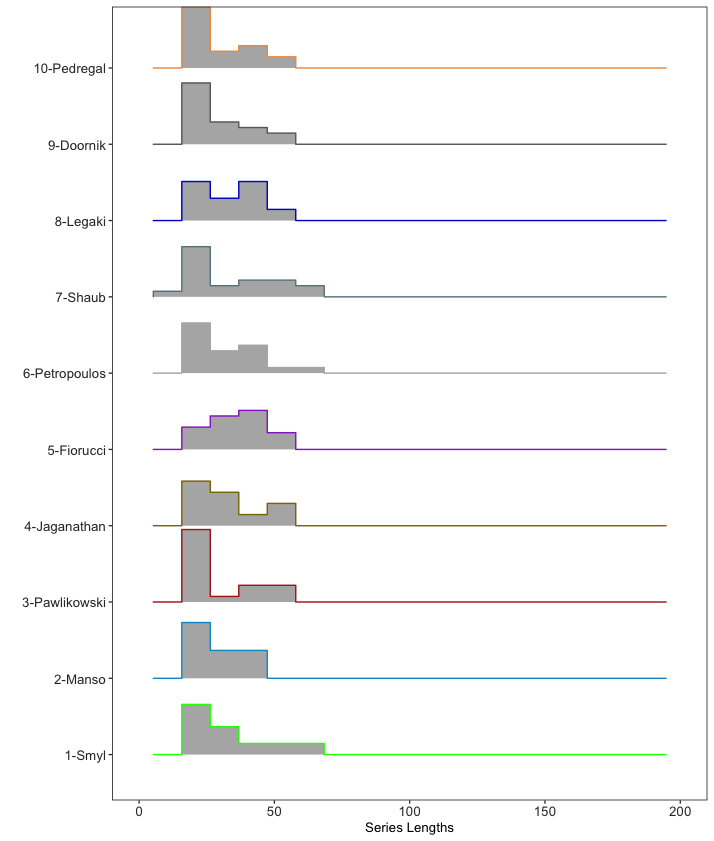 10-Pedregal
9-Doornik
8-Legaki
7-Shaub
6-Petropoulos
5-Fiorucci
4-Jaganathan
3-Pawlikowski
2-Manso
1-Smyl
0 50 100 150 200
Series Lengths